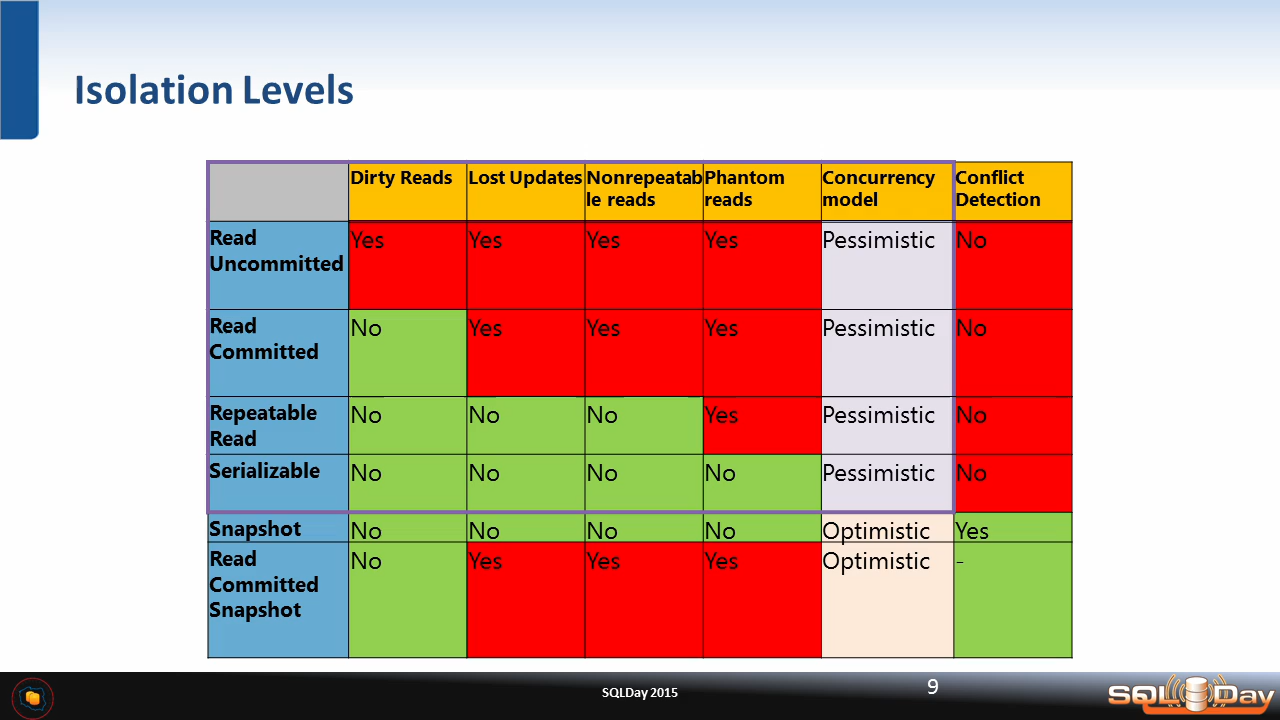 Isolation Levels
Dirty Reads Lost Updates Nonrepeatab Phantom Concurrency Conflict
le reads reads model Detection
Read Yes Yes Yes Yes Pessimistic No
Uncommitted
Read No Yes Yes Yes Pessimistic No
Committed
Repeatable No No No Yes Pessimistic No
Read
Serializable No No No No Pessimistic No
Snapshot No No No No Optimistic Yes
Read No Yes Yes Yes Optimistic -
Committed
Snapshot
SQLDay 2015
9
SQL Day